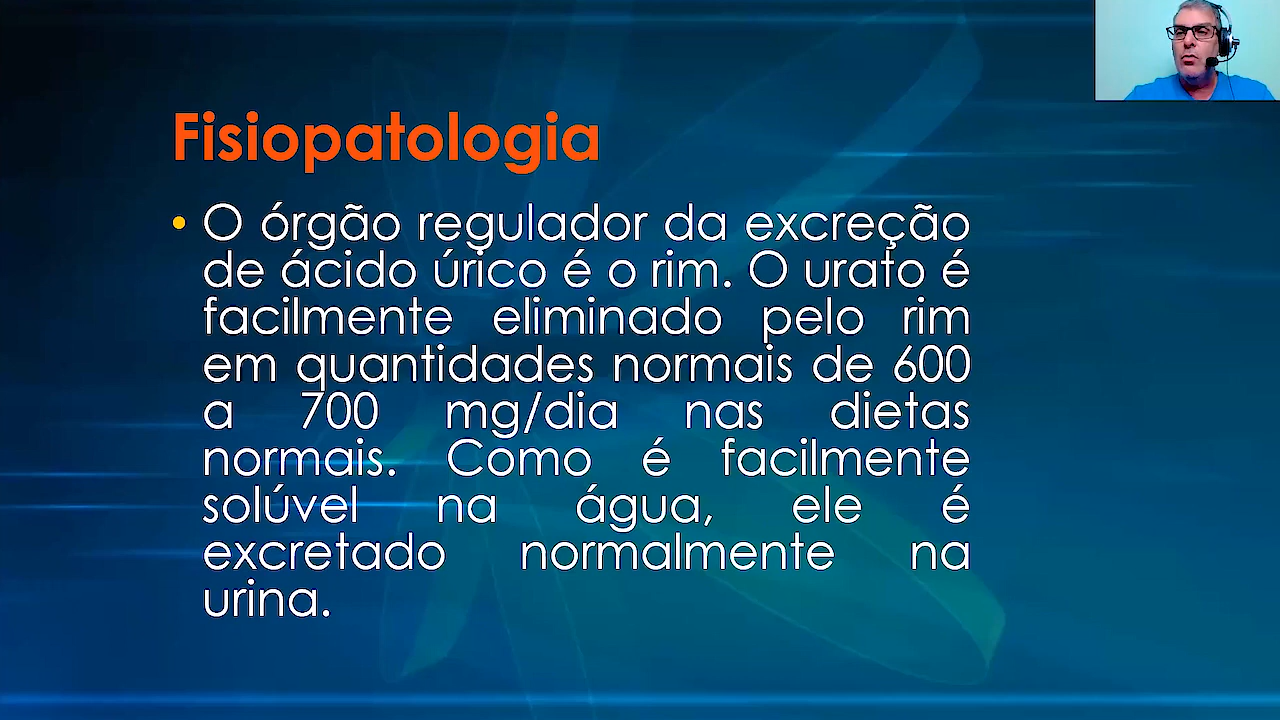 Fisiopatologia
• O órgão regulador da excreção
de ácido úrico é o rim. O urato é
facilmente eliminado pelo rim
em quantidades normais de 600
a 700 mg/dia nas dietas
normais. Como é facilmente
solúvel na água, ele é
excretado normalmente na
urina.